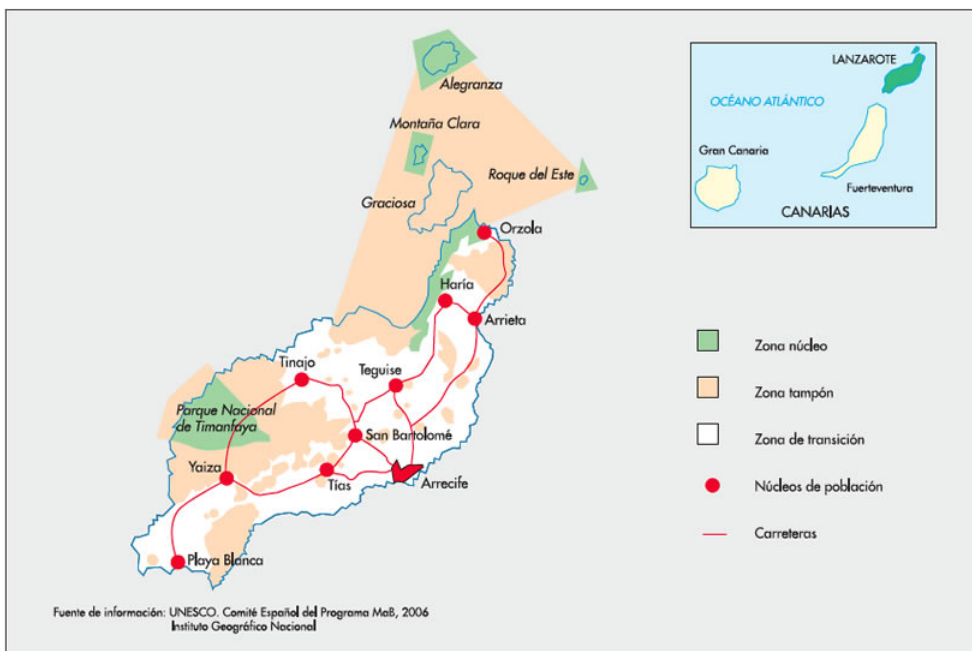 Alegranza
Montaña Clara
Roque del Este
Graciosa
Orzola
Haría
Arrieta
Tinajo
Teguise
Parque Nacional
de Timanfaya
San Bartolomé
Yaiza
Tías
Arrecife
Playa Blanca
LANZAROTE
OCÉANO ATLÁNTICO
Gran Canaria
Fuerteventura
CANARÍAS
Zona núcleo
Zona tampón
Zona de transición
Núcleos de población
Carreteras
Fuente de información: UNESCO. Comité Español del Programa MaB, 2006
Instituto Geográfico Nacional